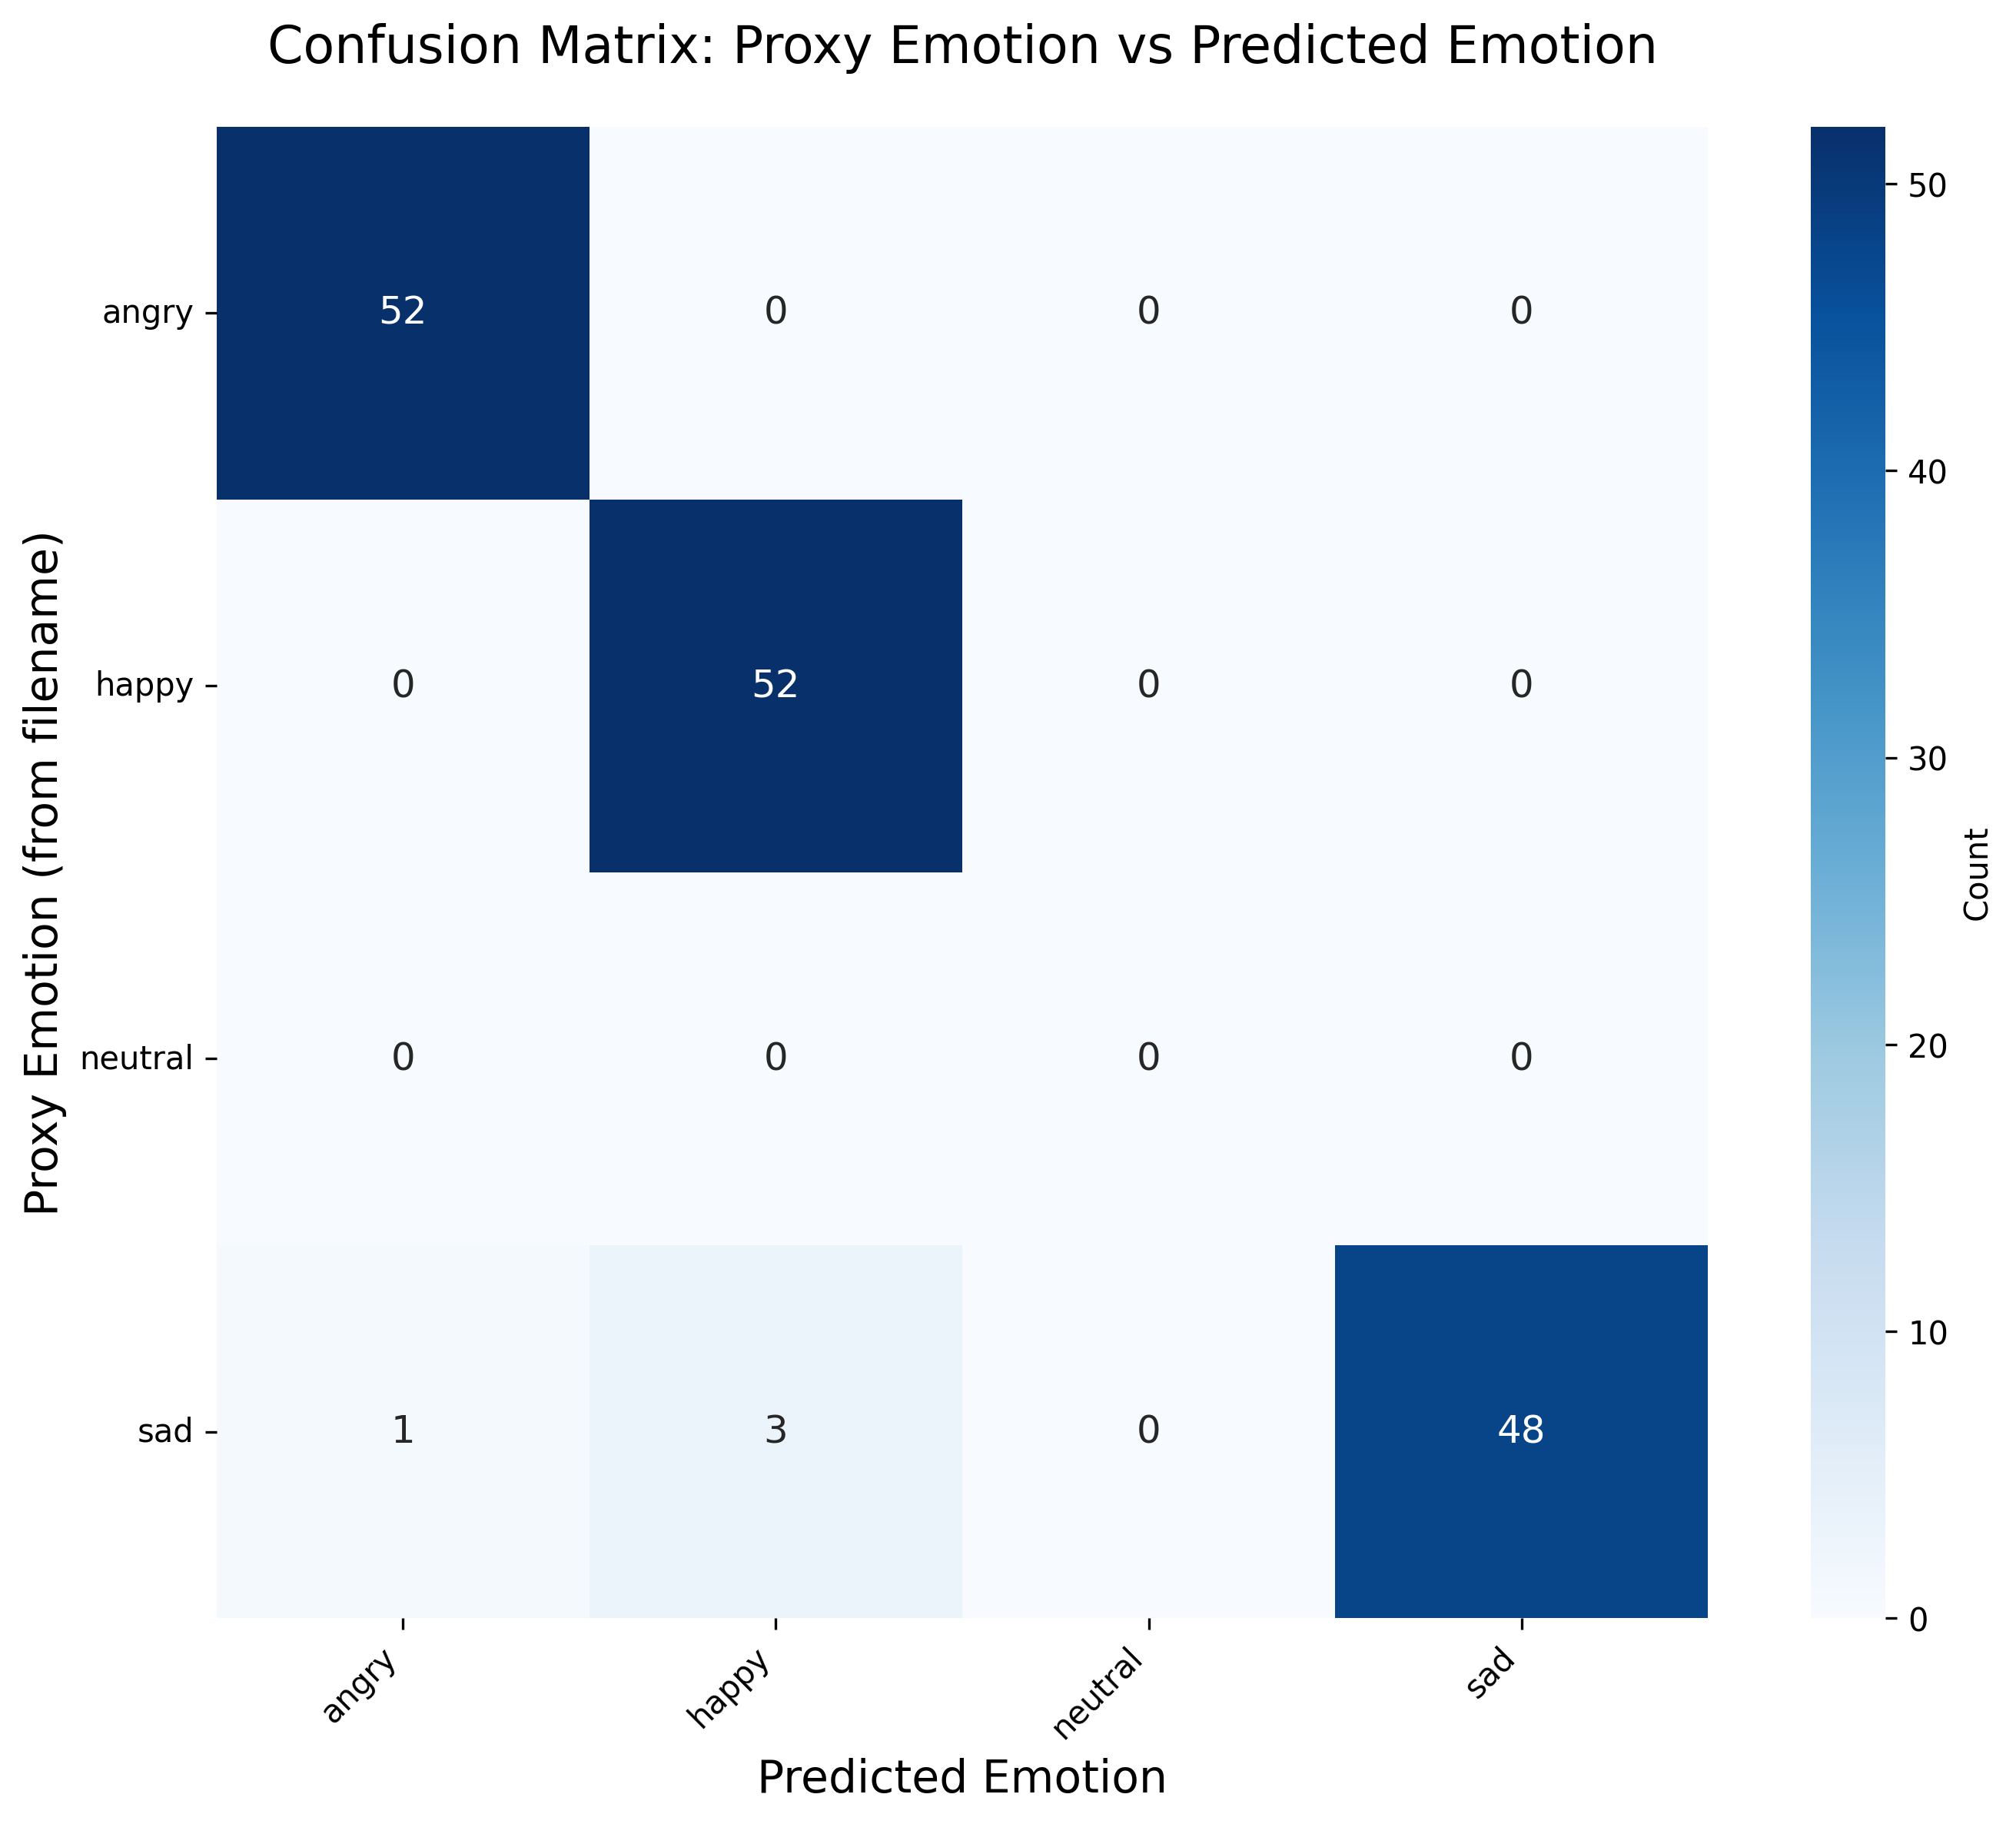 Confusion Matrix: Proxy Emotion vs Predicted Emotion
Proxy Emotion (from filename)
angry 52 0 0 0
happy 0 52 0 0
neutral 0 0 0 0
sad 1 3 0 48
angry happy neutral sad
Predicted Emotion
50
40
30
20
10
0
Count